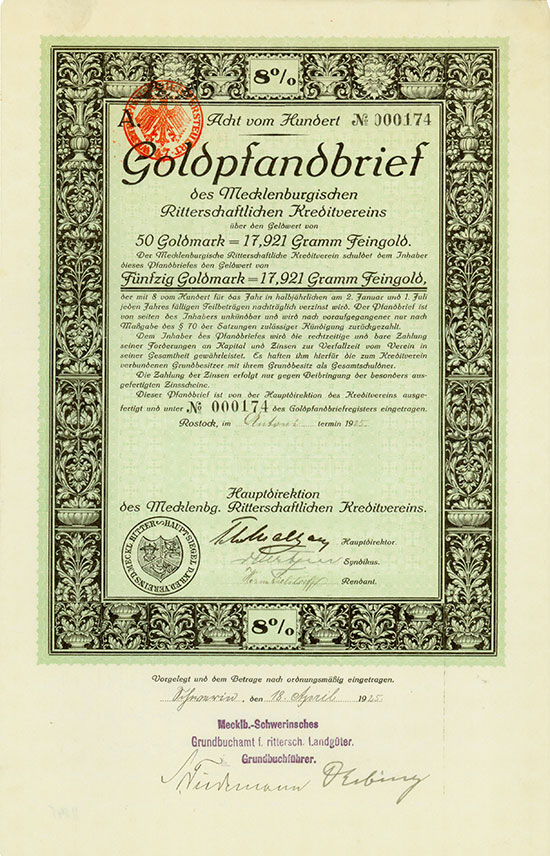 8%
A. Acht vom Hundert № 000174
Goldpfandbrief
des Mecklenburgischen
Ritterschaftlichen Kreditvereins
über den Geldwert von
50 Goldmark = 17,921 Gramm Feingold.
Der Mecklenburgische Ritterschaftliche Kreditverein schuldet dem Inhaber
dieses Pfandbriefes den Geldwert von
Fünfzig Goldmark = 17,921 Gramm Feingold,
der mit 8 vom Hundert für das Jahr in halbjährlichen am 2. Januar und 1. Juli
jeden Jahres fälligen Teilbeträgen nachträglich verzinst wird. Der Pfandbrief ist
von seiten des Inhabers unkündbar und wird nach voraufgegangener nur nach
Maßgabe des § 70 der Satzungen zulässiger Kündigung zurückgezahlt.
Dem Inhaber des Pfandbriefes wird die rechtzeitige und bare Zahlung
seiner Forderungen an Kapital und Zinsen zur Verfallzeit vom Verein in
seiner Gesamtheit gewährleistet. Es haften ihm hierfür die zum Kreditverein
verbundenen Grundbesitzer mit ihrem Grundbesitz als Gesamtschuldner.
Die Zahlung der Zinsen erfolgt nur gegen Beibringung der besonders aus-
gefertigten Zinsscheine.
Dieser Pfandbrief ist von der Hauptdirektion des Kreditvereins ausge-
fertigt und unter № 000174 des Goldpfandbriefregisters eingetragen.
Rostock, im Antoni termin 1925.
Hauptdirektion
des Mecklenbg. Ritterschaftlichen Kreditvereins.
Hauptdirektor.
Syndikus.
Rendant.
HAUPTSIEGEL D. KRED. VEREINS I. MECKL. RITTER
8%
Vorgelegt und dem Betrage nach ordnungsmäßig eingetragen.
Schwerin, den 18 April 1925.
Mecklb.-Schwerinsches
Grundbuchamt f. rittersch. Landgüter.
Grundbuchführer.